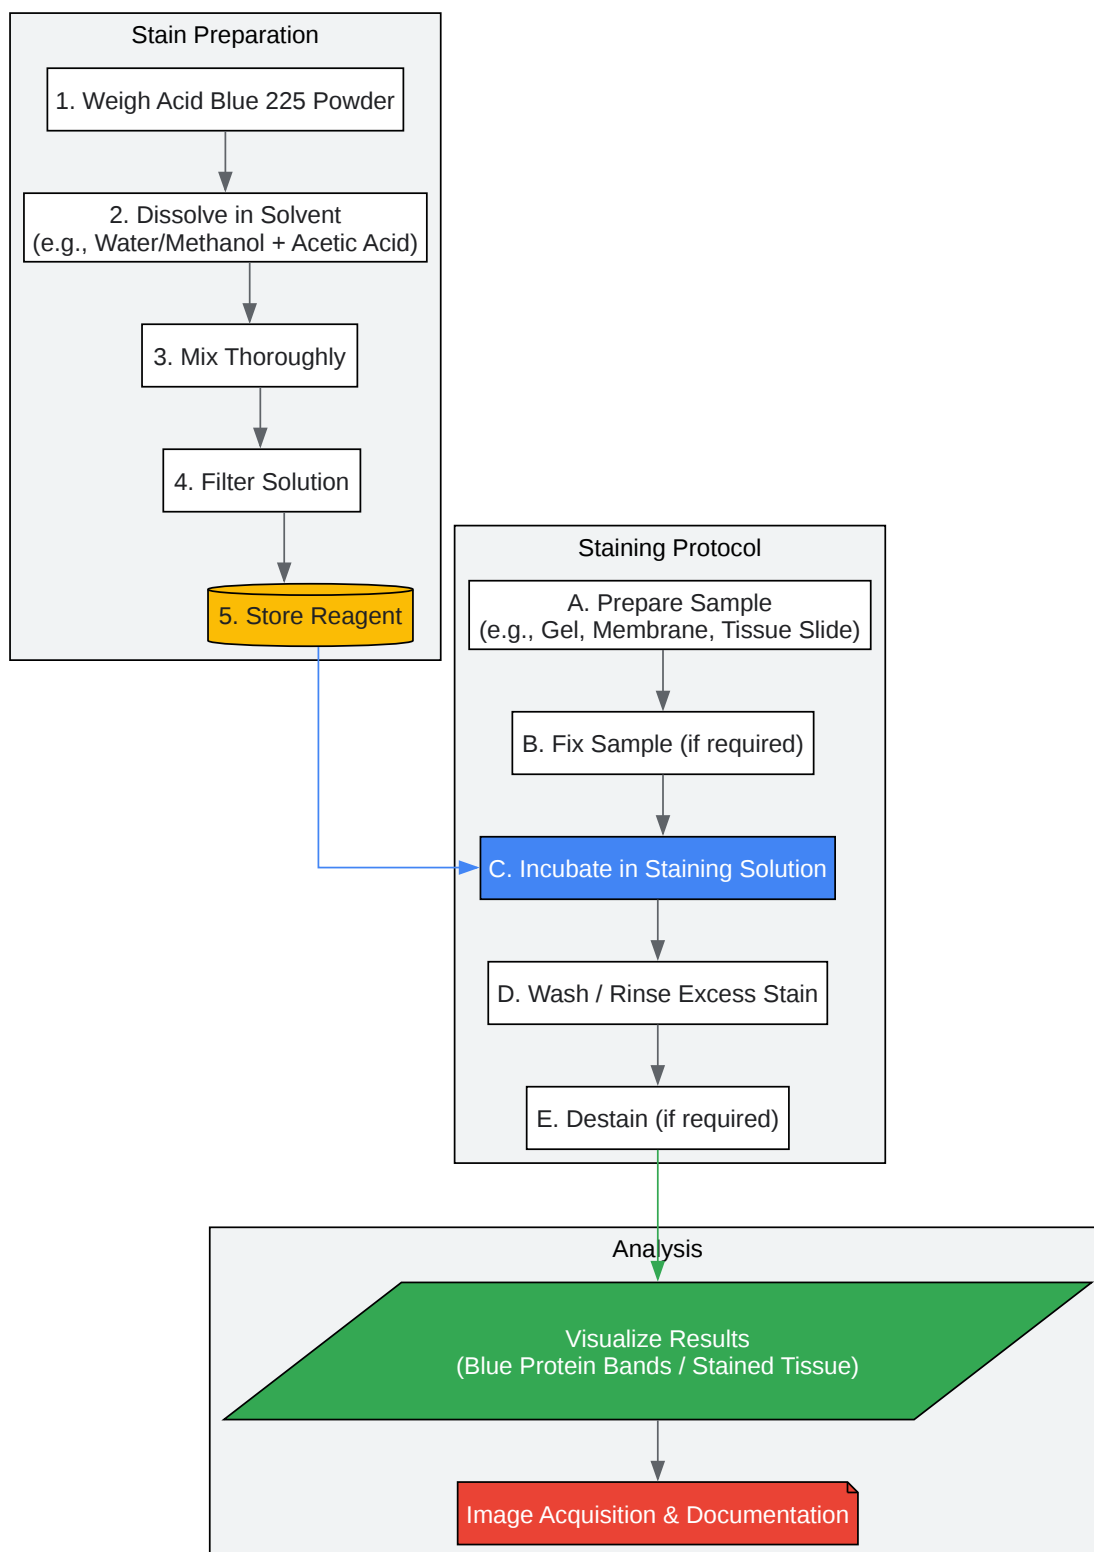 Stain Preparation
1. Weigh Acid Blue 225 Powder
2. Dissolve in Solvent
(e.g., Water/Methanol + Acetic Acid)
3. Mix Thoroughly
4. Filter Solution
5. Store Reagent
Staining Protocol
A. Prepare Sample
(e.g., Gel, Membrane, Tissue Slide)
B. Fix Sample (if required)
C. Incubate in Staining Solution
D. Wash / Rinse Excess Stain
E. Destain (if required)
Analysis
Visualize Results
(Blue Protein Bands / Stained Tissue)
Image Acquisition & Documentation